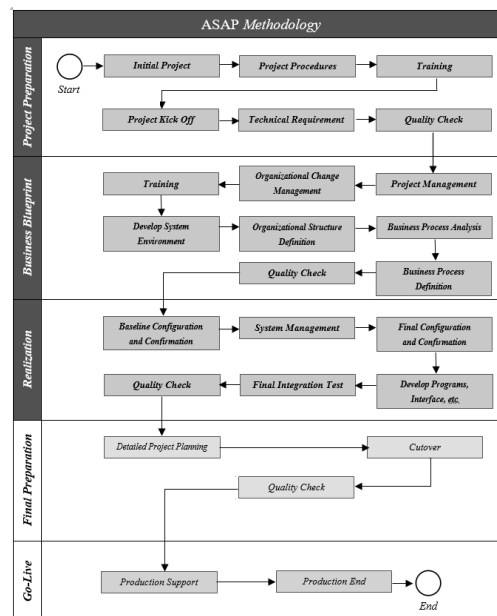 ASAP Methodology
Project Preparation
Start
Initial Project
Project Procedures
Training
Project Kick Off
Technical Requirement
Quality Check
Business Blueprint
Training
Organizational Change
Management
Project Management
Develop System
Environment
Organizational Structure
Definition
Business Process Analysis
Quality Check
Business Process
Definition
Realization
Baseline Configuration
and Confirmation
System Management
Final Configuration
and Confirmation
Quality Check
Final Integration Test
Develop Programs,
Interface, etc
Final Preparation
Detailed Project Planning
Cutover
Quality Check
Go-Live
Production Support
Production End
End